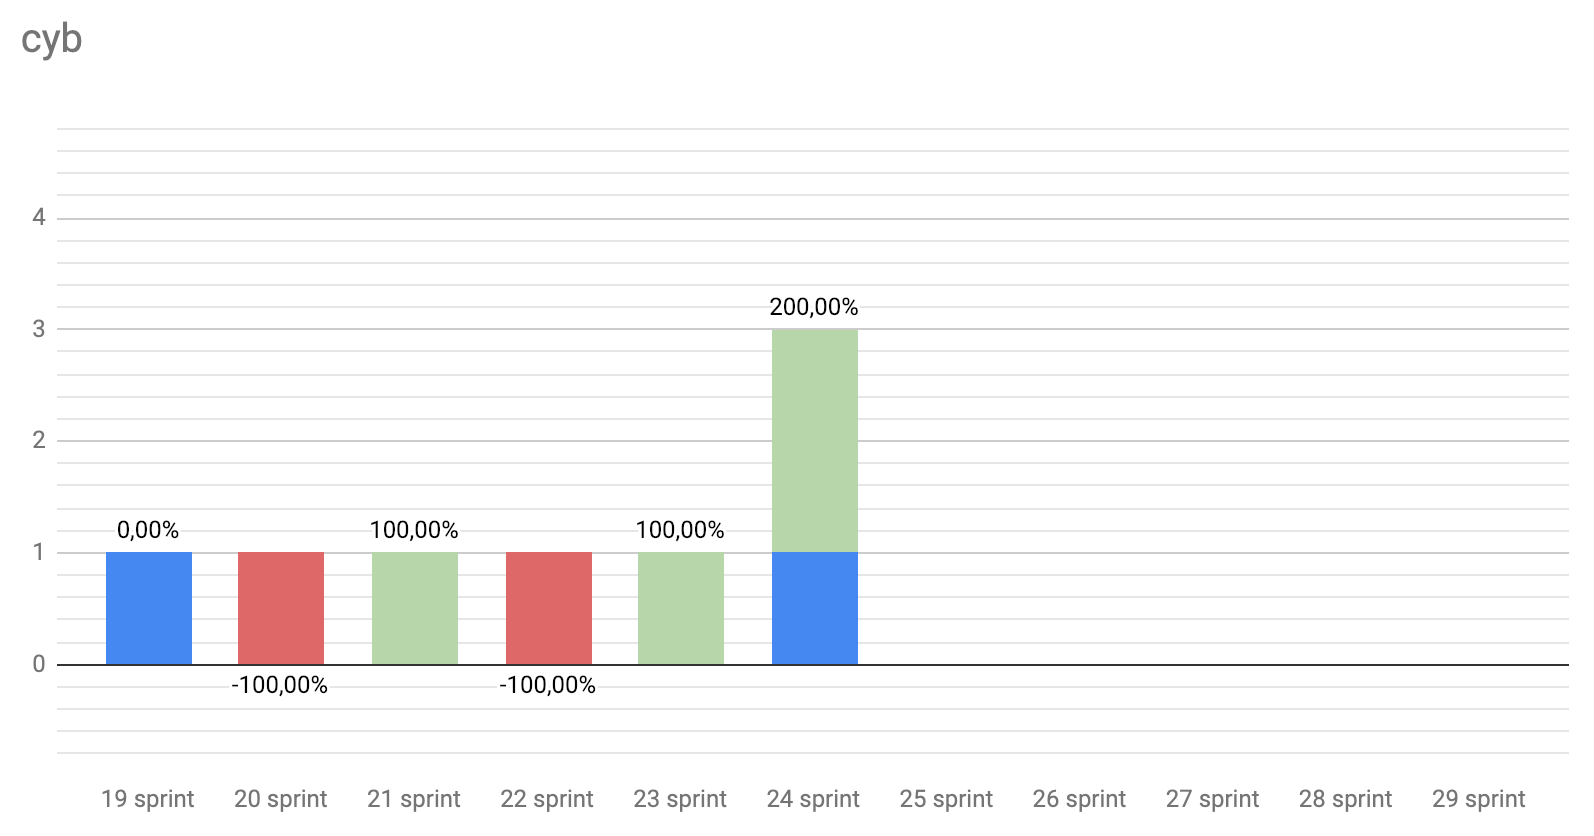 cyb
4
3
2
1
0
200,00%
0,00%
100,00%
100,00%
-100,00%
-100,00%
19 sprint
20 sprint
21 sprint
22 sprint
23 sprint
24 sprint
25 sprint
26 sprint
27 sprint
28 sprint
29 sprint